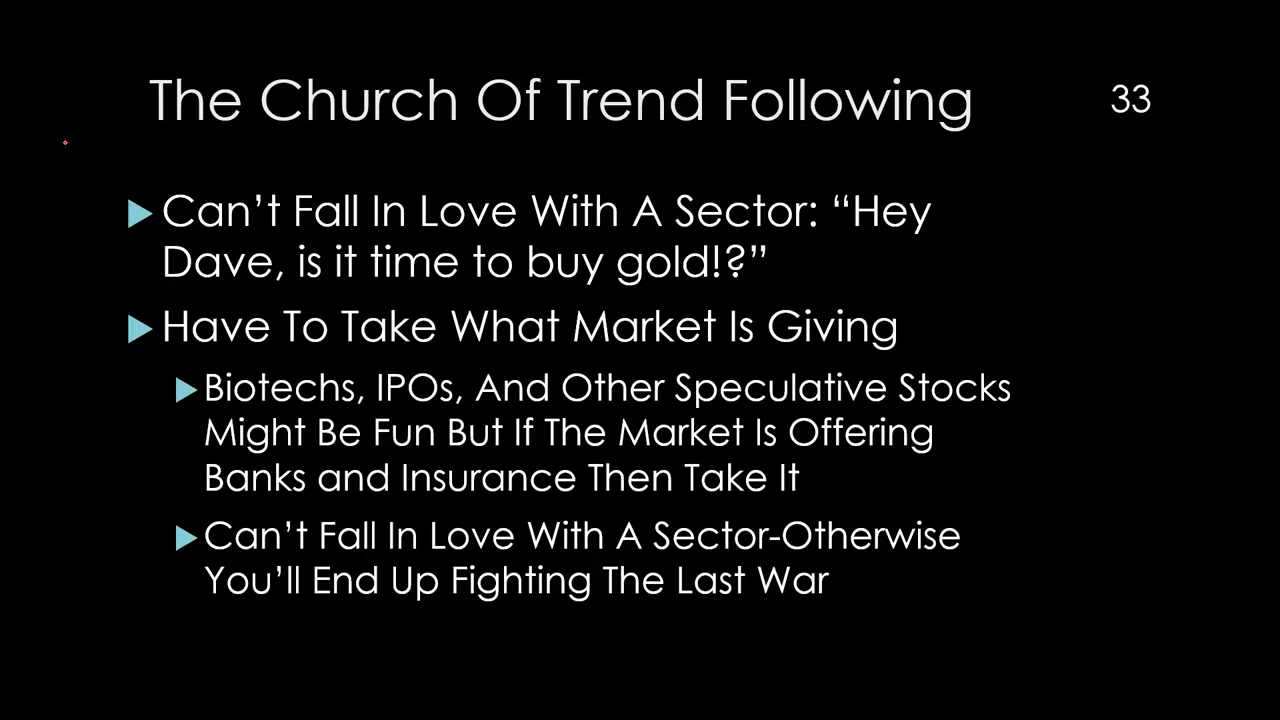 The Church Of Trend Following
33
Can’t Fall In Love With A Sector: “Hey
Dave, is it time to buy gold!?”
Have To Take What Market Is Giving
Biotechs, IPOs, And Other Speculative Stocks
Might Be Fun But If The Market Is Offering
Banks and Insurance Then Take It
Can’t Fall In Love With A Sector-Otherwise
You’ll End Up Fighting The Last War